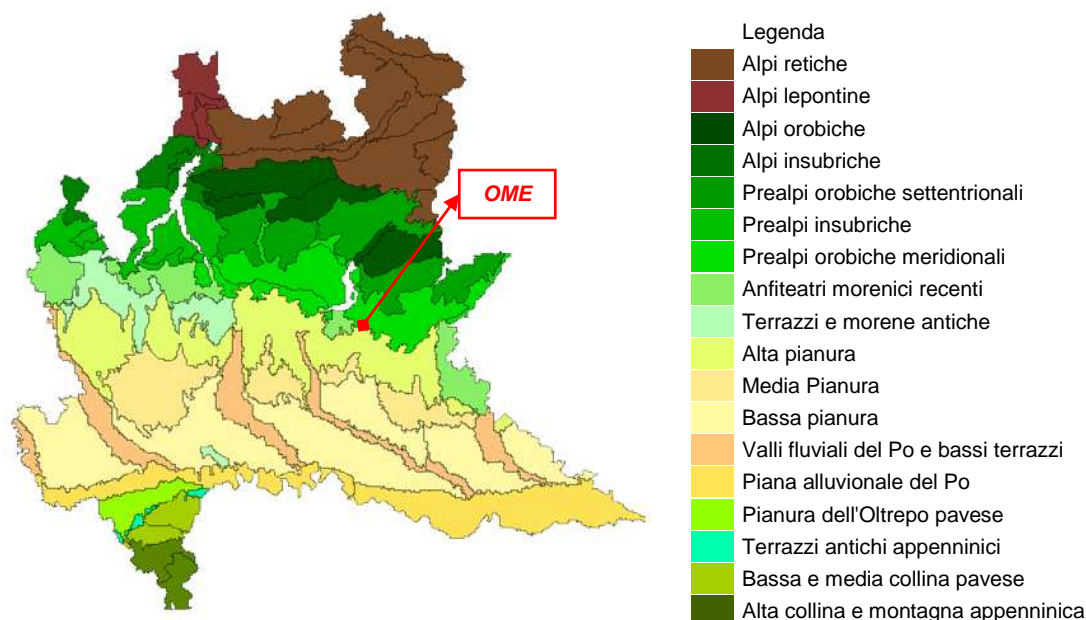 OME
Legenda
Alpi retiche
Alpi lepontine
Alpi orobiche
Alpi insubriche
Prealpi orobiche settentrionali
Prealpi insubriche
Prealpi orobiche meridionali
Anfiteatri morenici recenti
Terrazzi e morene antiche
Alta pianura
Media Pianura
Bassa pianura
Valli fluviali del Po e bassi terrazzi
Piana alluvionale del Po
Pianura dell'Oltrepo pavese
Terrazzi antichi appenninici
Bassa e media collina pavese
Alta collina e montagna appenninica